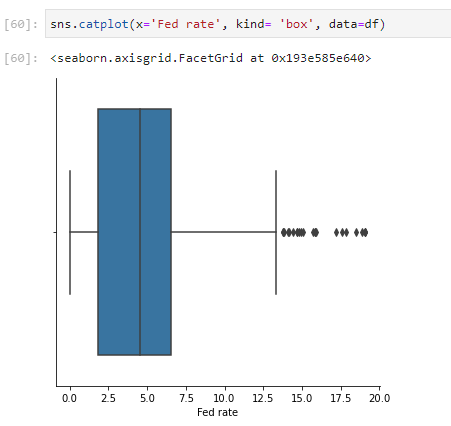 [60]: sns.catplot(x='Fed rate', kind= 'box', data=df)
[60]: <seaborn.axisgrid.FacetGrid at 0x193e585e640>
0.0 2.5 5.0 7.5 10.0 12.5 15.0 17.5 20.0
Fed rate